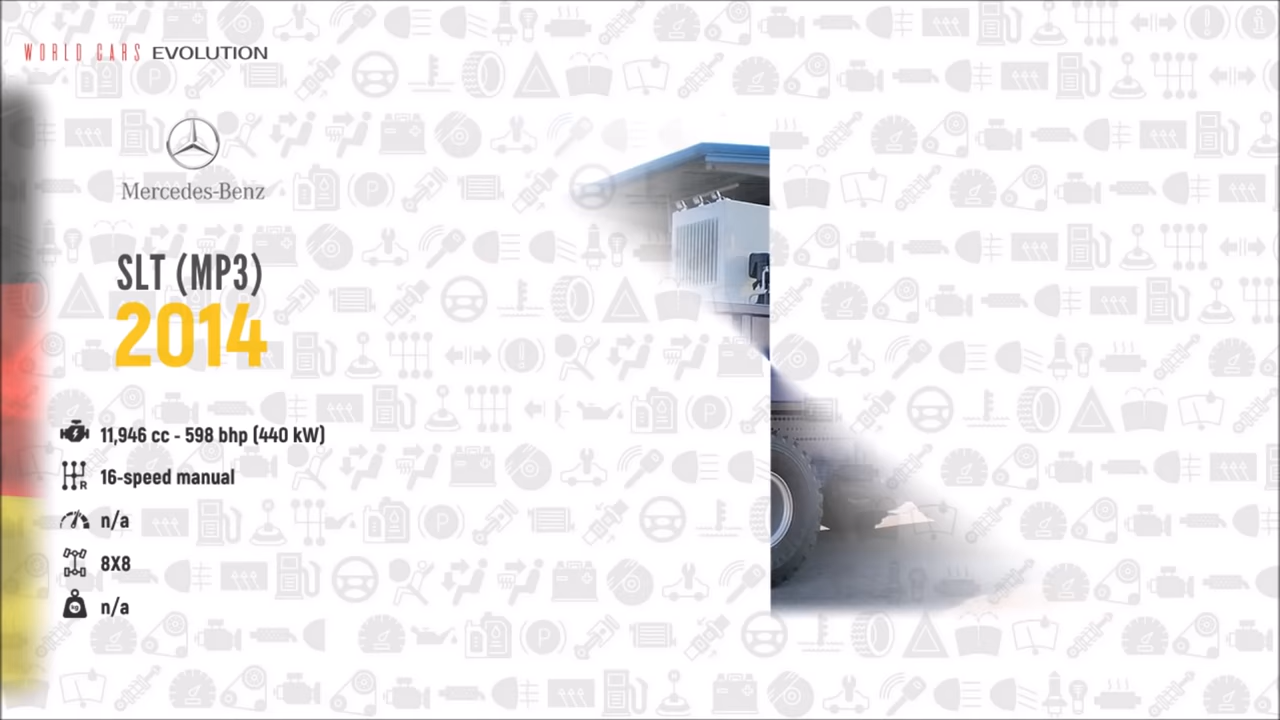 WORLD CARS EVOLUTION
Mercedes-Benz
SLT (MP3)
2014
11,946 cc - 598 bhp (440 kW)
R 16-speed manual
n/a
8X8
kg n/a